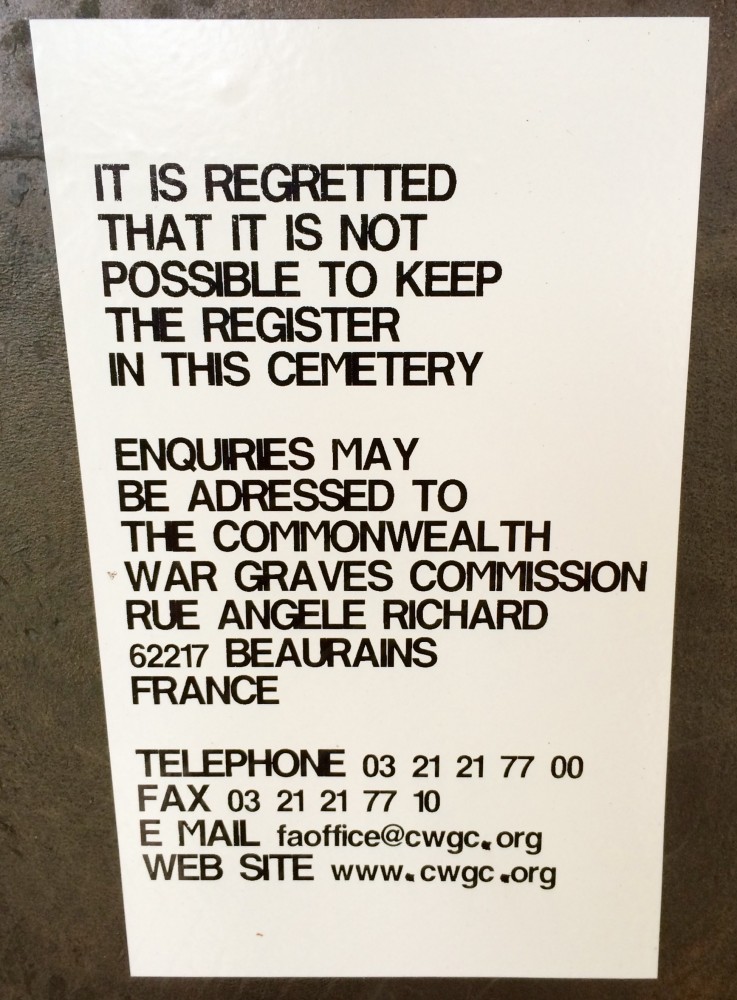 IT IS REGRETTED
THAT IT IS NOT
POSSIBLE TO KEEP
THE REGISTER
IN THIS CEMETERY
ENQUIRIES MAY
BE ADRESSED TO
THE COMMONWEALTH
WAR GRAVES COMMISSION
RUE ANGELE RICHARD
62217 BEAURAINS
FRANCE
TELEPHONE 03 21 21 77 00
FAX 03 21 21 77 10
E MAIL faoffice@cwgc.org
WEB SITE www.cwgc.org